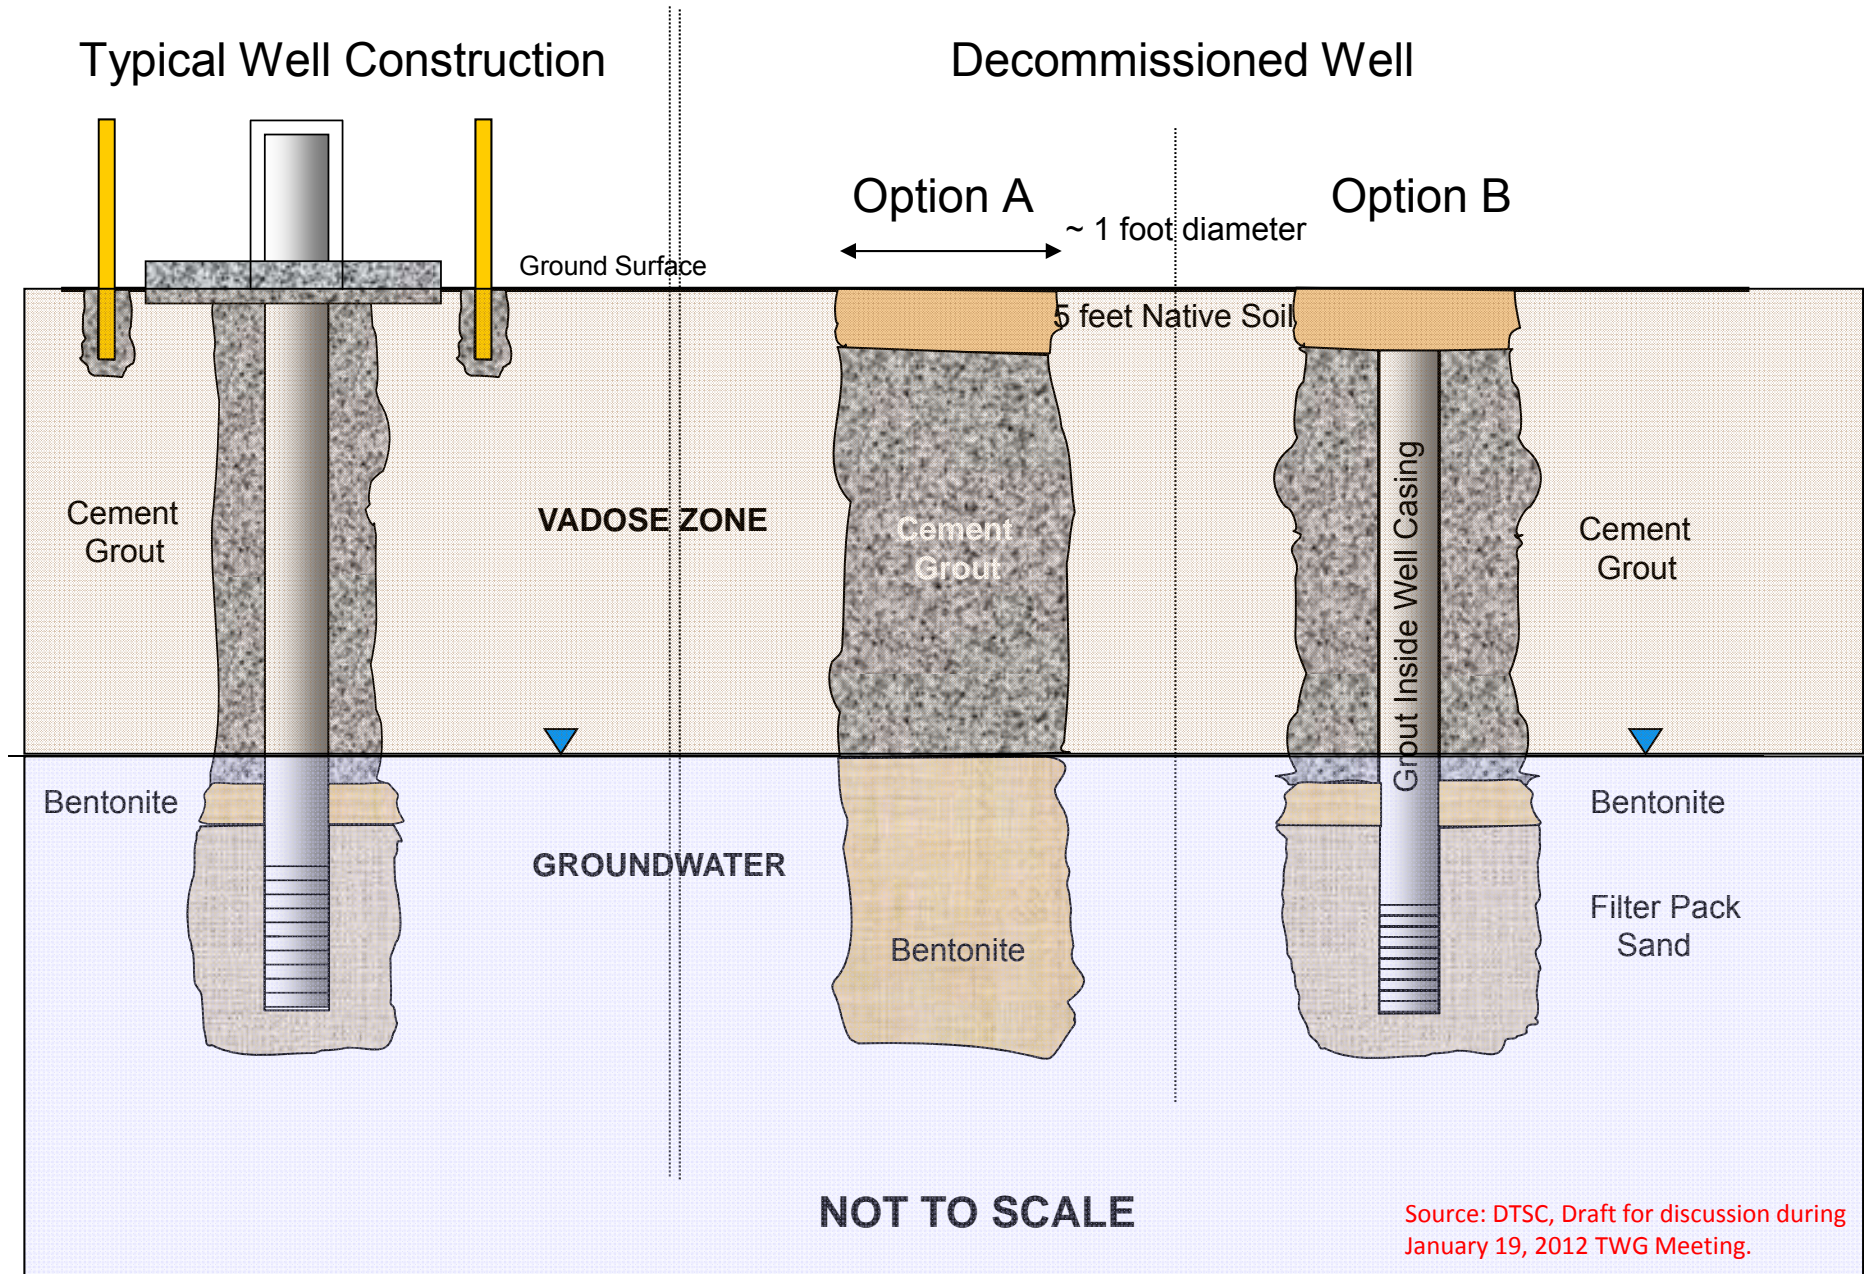 Typical Well Construction
Decommissioned Well
Option A
Option B
~ 1 foot diameter
Ground Surface
5 feet Native Soil
Cement
Grout
VADOSE ZONE
Cement
Grout
Grout Inside Well Casing
Cement
Grout
Bentonite
GROUNDWATER
Bentonite
Bentonite
Filter Pack
Sand
NOT TO SCALE
Source: DTSC, Draft for discussion during
January 19, 2012 TWG Meeting.